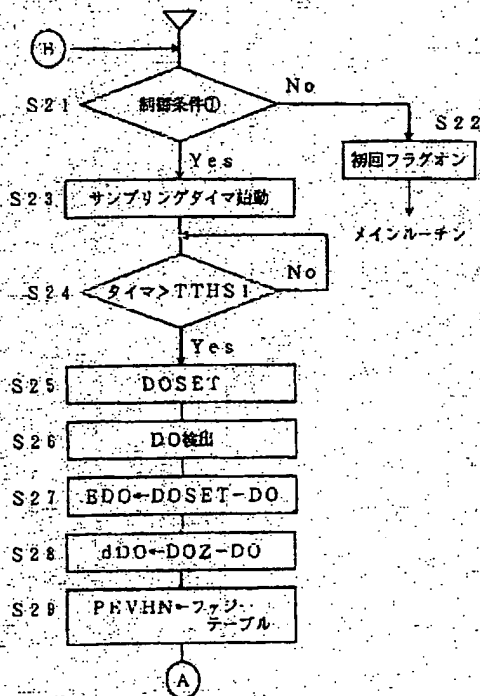 B
S21
制御条件①
No
S22
Yes
初回フラグオン
メインルーチン
S23
サンプリングタイマ始動
S24
タイマ>TTHS1
No
Yes
S25
DOSET
S26
DO検出
S27
EDO←DOSET-DO
S28
dDO←DOZ-DO
S29
PEVHN←ファジー
テーブル
A